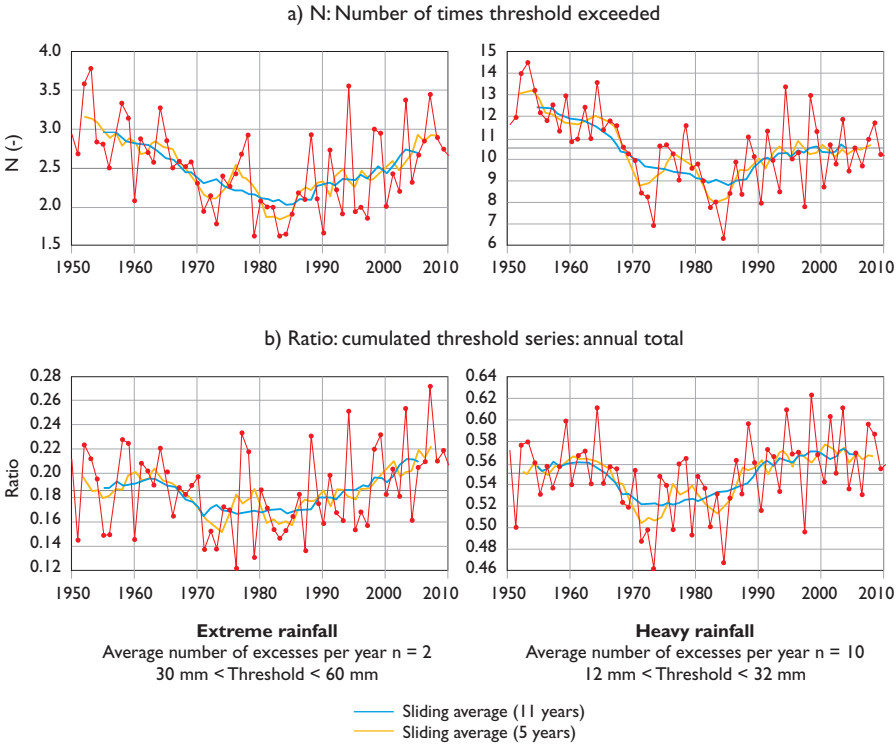 a) N: Number of times threshold exceeded
N (-)
4.0
3.5
3.0
2.5
2.0
1.5
1950 1960 1970 1980 1990 2000 2010
15
14
13
12
11
10
9
8
7
6
1950 1960 1970 1980 1990 2000 2010
b) Ratio: cumulated threshold series: annual total
Ratio
0.28
0.24
0.22
0.20
0.18
0.16
0.14
0.12
1950 1960 1970 1980 1990 2000 2010
0.64
0.60
0.58
0.56
0.52
0.50
0.48
0.46
1950 1960 1970 1980 1990 2000 2010
Extreme rainfall
Average number of excesses per year n = 2
30 mm < Threshold < 60 mm
Heavy rainfall
Average number of excesses per year n = 10
12 mm < Threshold < 32 mm
Sliding average (11 years)
Sliding average (5 years)